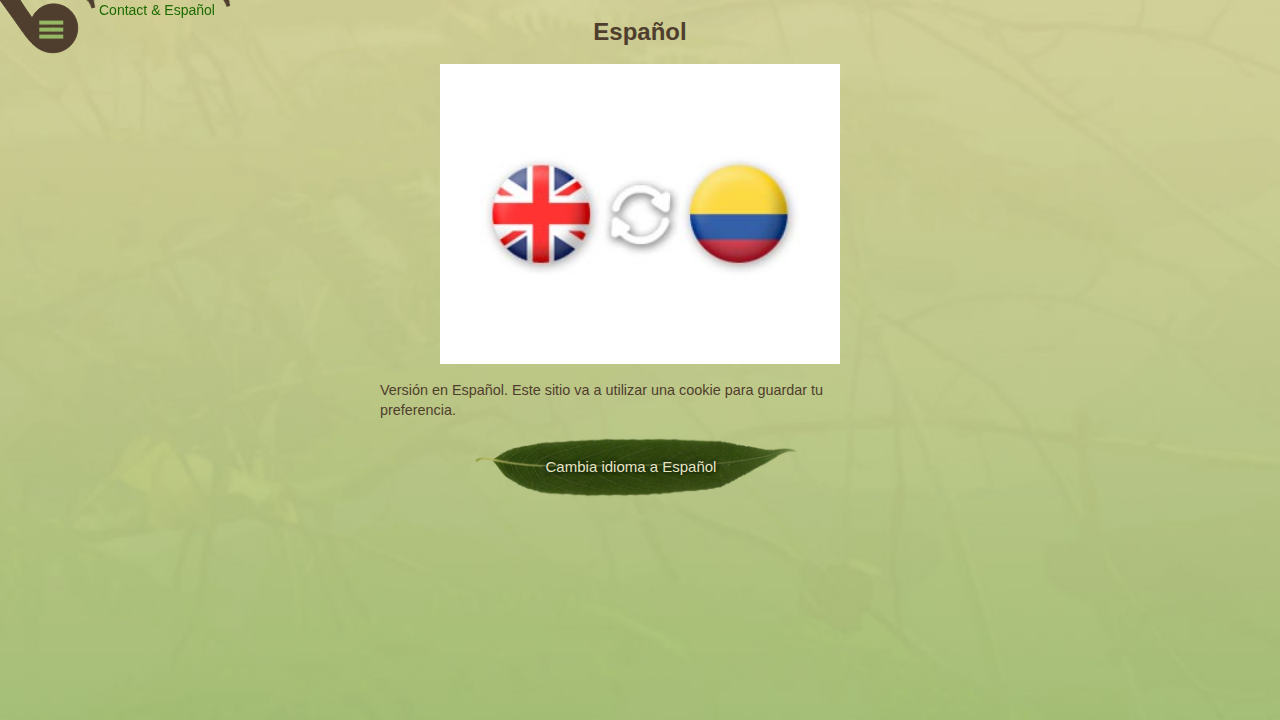 Contact & Español
Español
Versión en Español. Este sitio va a utilizar una cookie para guardar tu
preferencia.
Cambia idioma a Español